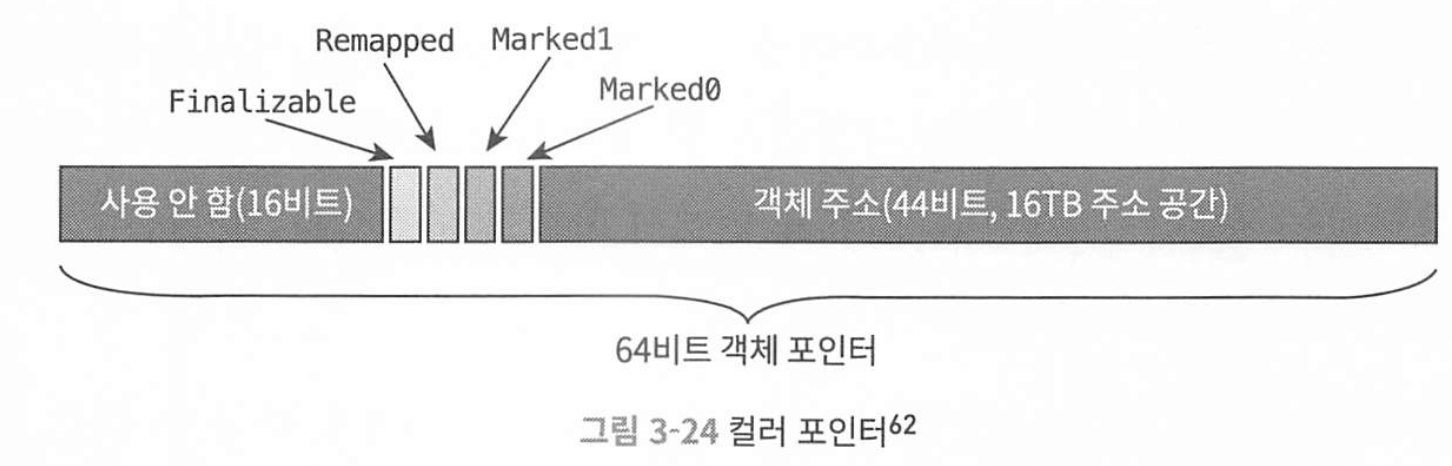 Remapped Marked1
Finalizable Marked0
사용 안 함(16비트) 객체 주소(44비트, 16TB 주소 공간)
64비트 객체 포인터
그림 3-24 컬러 포인터62